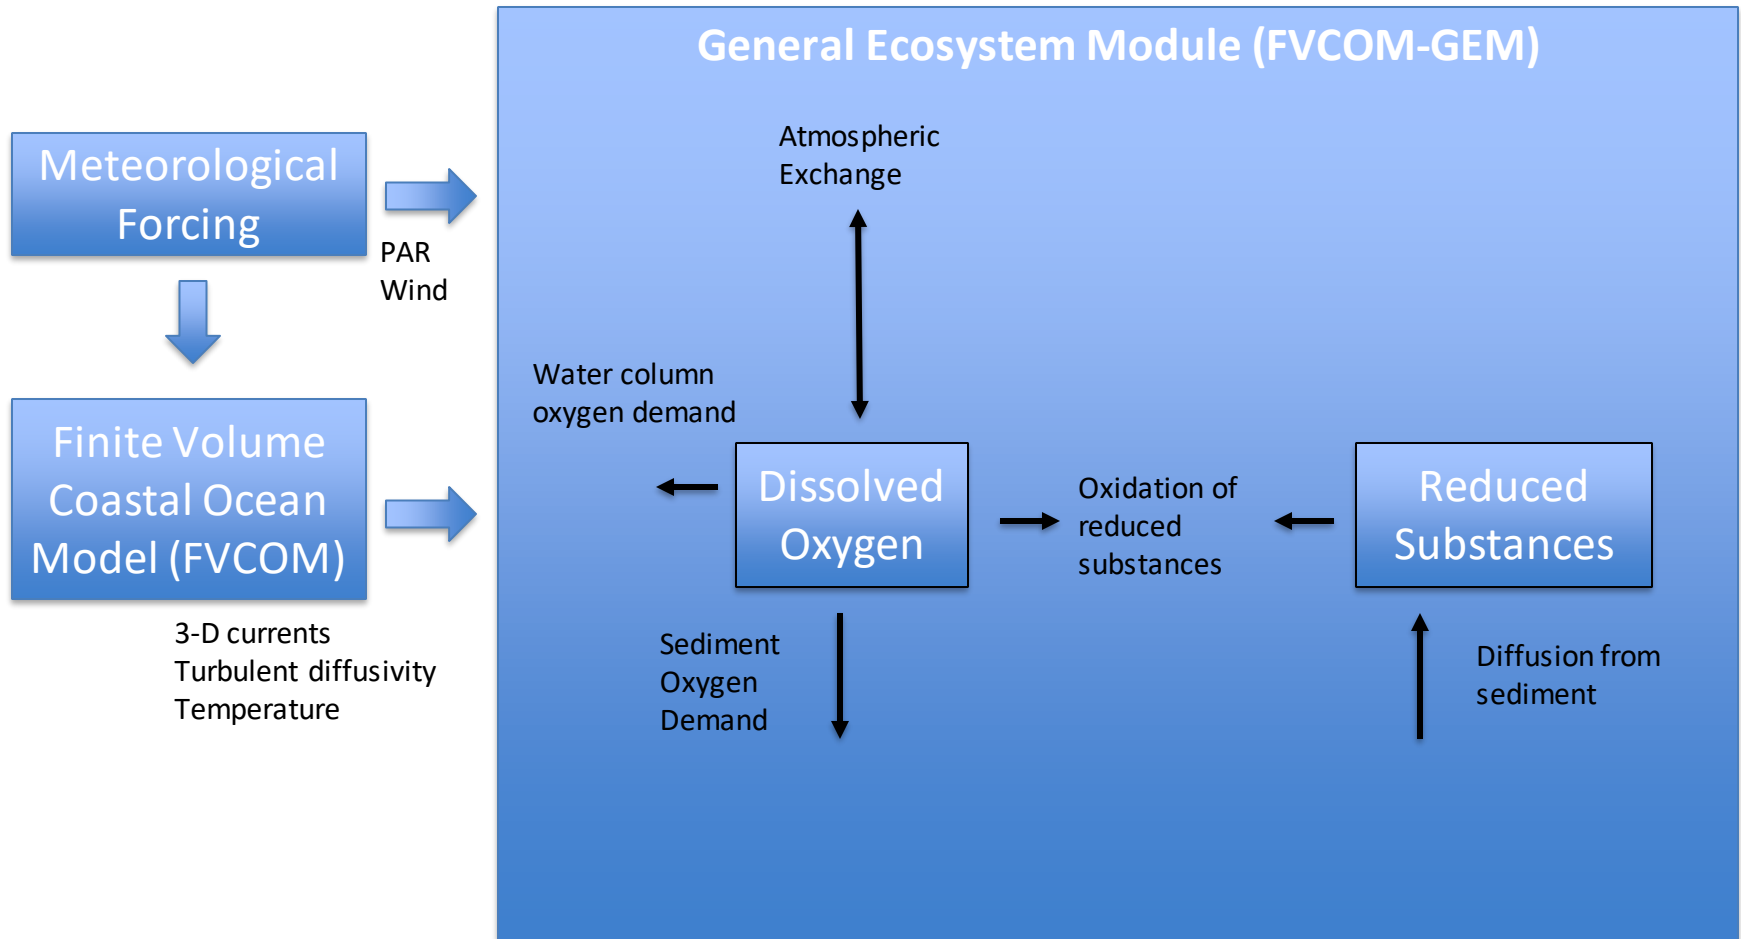 General Ecosystem Module (FVCOM-GEM)
Meteorological
Forcing
PAR
Wind
Finite Volume
Coastal Ocean
Model (FVCOM)
3-D currents
Turbulent diffusivity
Temperature
Atmospheric
Exchange
Water column
oxygen demand
Dissolved
Oxygen
Oxidation of
reduced
substances
Reduced
Substances
Sediment
Oxygen
Demand
Diffusion from
sediment